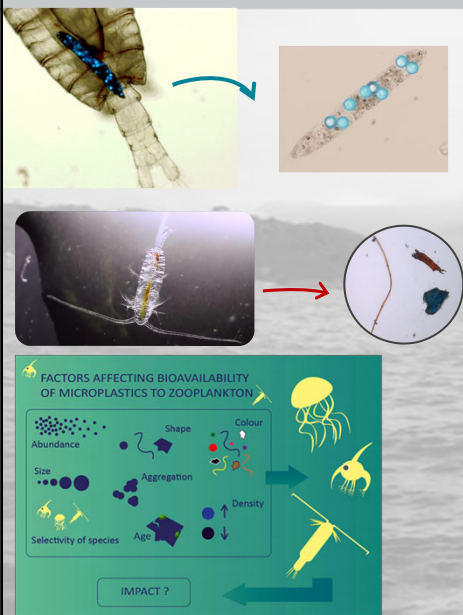 FACTORS AFFECTING BIOAVAILABILITY
OF MICROPLASTICS TO ZOOPLANKTON
Abundance
Shape
Colour
Size
Aggregation
Selectivity of species
Age
Density
IMPACT ?